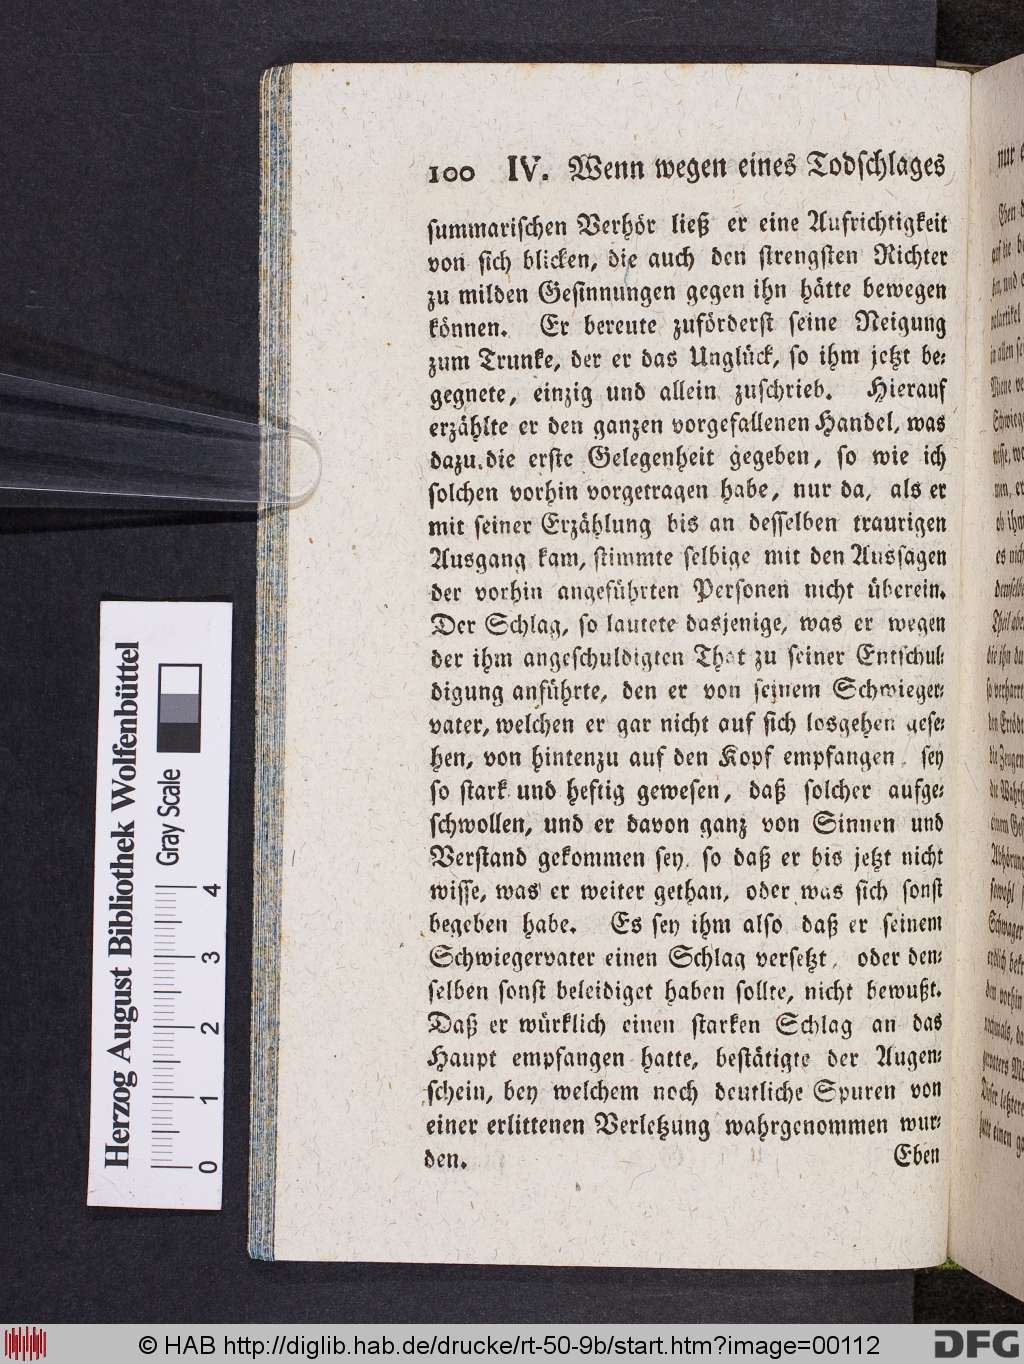 100 IV. Wenn wegen eines Todſchlages
ſummariſchen Verhör ließ er eine Aufrichtigkeit
von ſich blicken, die auch den ſtrengſten Richter
zu milden Geſinnungen gegen ihn hätte bewegen
können. Er bereute zuförderſt ſeine Neigung
zum Trunke, der er das Unglück, ſo ihm jetzt be⸗
gegnete, einzig und allein zuſchrieb. Hierauf
erzählte er den ganzen vorgefallenen Handel, was
dazu die erſte Gelegenheit gegeben, ſo wie ich
ſolchen vorhin vorgetragen habe, nur da, als er
mit ſeiner Erzählung bis an deſſelben traurigen
Ausgang kam, ſtimmte ſelbige mit den Ausſagen
der vorhin angeführten Perſonen nicht überein.
Der Schlag, ſo lautete dasjenige, was er wegen
der ihm angeſchuldigten That zu ſeiner Entſchul⸗
digung anführte, den er von ſeinem Schwieger⸗
vater, welchen er gar nicht auf ſich losgehen geſe⸗
hen, von hintenzu auf den Kopf empfangen, ſey
ſo ſtark und heftig geweſen, daß ſolcher aufge⸗
ſchwollen, und er davon ganz von Sinnen und
Verſtand gekommen ſey, ſo daß er bis jetzt nicht
wiſſe, was er weiter gethan, oder was ſich ſonſt
begeben habe. Es ſey ihm alſo, daß er ſeinem
Schwiegervater einen Schlag verſetzt, oder den⸗
ſelben ſonſt beleidiget haben ſollte, nicht bewußt.
Daß er würklich einen ſtarken Schlag an das
Haupt empfangen hatte, beſtätigte der Augen⸗
ſchein, bey welchem noch deutliche Spuren von
einer erlittenen Verletzung wahrgenommen wur⸗
den.
Eben
Herzog August Bibliothek Wolfenbüttel
Gray Scale
0 1 2 3 4
© HAB http://diglib.hab.de/drucke/rt-50-9b/start.htm?image=00112
DFG